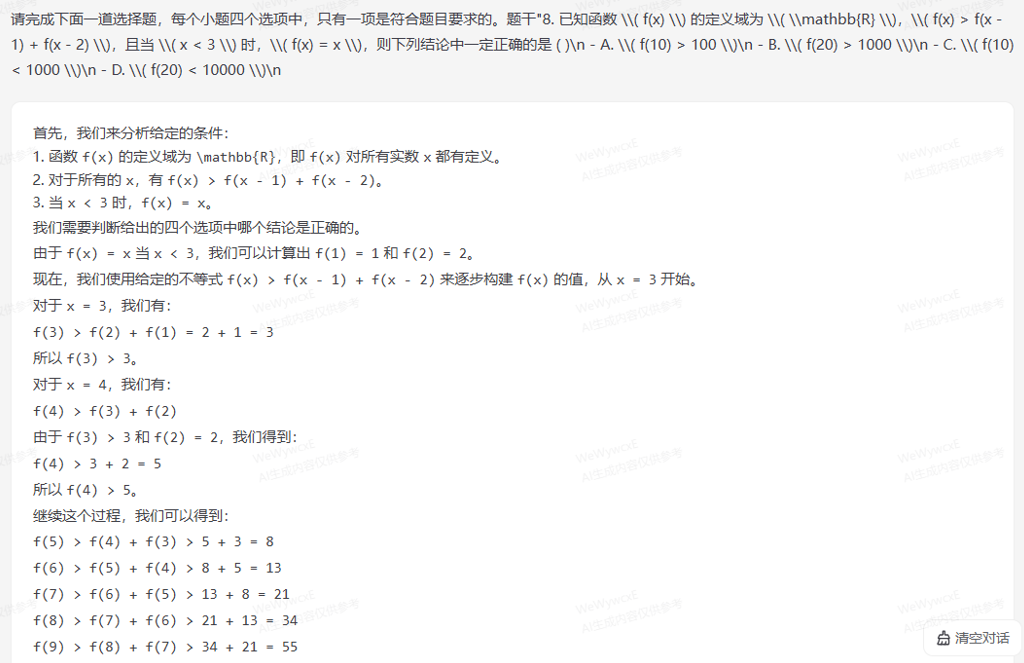 请完成下面一道选择题，每个小题四个选项中，只有一项是符合题目要求的。题干"8. 已知函数 \\( f(x) \\) 的定义域为 \\( \\mathbb{R} \\)，\\( f(x) > f(x -
1) + f(x - 2) \\)，且当 \\( x < 3 \\) 时，\\( f(x) = x \\)，则下列结论中一定正确的是 ( )\n - A. \\( f(10) > 100 \\)\n - B. \\( f(20) > 1000 \\)\n - C. \\( f(10)
< 1000 \\)\n - D. \\( f(20) < 10000 \\)\n
首先，我们来分析给定的条件：
1. 函数 f(x) 的定义域为 \mathbb{R}，即 f(x) 对所有实数 x 都有定义。
2. 对于所有的 x，有 f(x) > f(x - 1) + f(x - 2)。
3. 当 x < 3 时，f(x) = x。
我们需要判断给出的四个选项中哪个结论是正确的。
由于 f(x) = x 当 x < 3，我们可以计算出 f(1) = 1 和 f(2) = 2。
现在，我们使用给定的不等式 f(x) > f(x - 1) + f(x - 2) 来逐步构建 f(x) 的值，从 x = 3 开始。
对于 x = 3，我们有：
f(3) > f(2) + f(1) = 2 + 1 = 3
所以 f(3) > 3。
对于 x = 4，我们有：
f(4) > f(3) + f(2)
由于 f(3) > 3 和 f(2) = 2，我们得到：
f(4) > 3 + 2 = 5
所以 f(4) > 5。
继续这个过程，我们可以得到：
f(5) > f(4) + f(3) > 5 + 3 = 8
f(6) > f(5) + f(4) > 8 + 5 = 13
f(7) > f(6) + f(5) > 13 + 8 = 21
f(8) > f(7) + f(6) > 21 + 13 = 34
f(9) > f(8) + f(7) > 34 + 21 = 55
清空对话
WeWywcxE
AI生成内容仅供参考